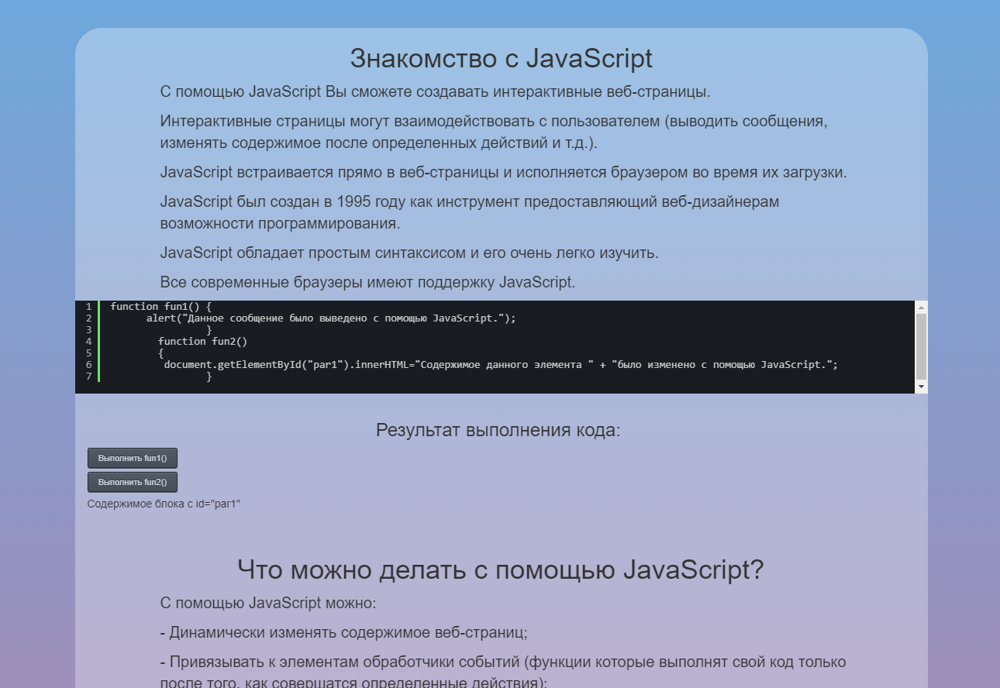 Знакомство с JavaScript
С помощью JavaScript Вы сможете создавать интерактивные веб-страницы.
Интерактивные страницы могут взаимодействовать с пользователем (выводить сообщения,
изменять содержимое после определенных действий и т.д.).
JavaScript встраивается прямо в веб-страницы и исполняется браузером во время их загрузки.
JavaScript был создан в 1995 году как инструмент предоставляющий веб-дизайнерам
возможности программирования.
JavaScript обладает простым синтаксисом и его очень легко изучить.
Все современные браузеры имеют поддержку JavaScript.
1 function fun1() {
2 alert("Данное сообщение было выведено с помощью JavaScript.");
3 }
4 function fun2()
5 {
6 document.getElementById("par1").innerHTML="Содержимое данного элемента " + "было изменено с помощью JavaScript.";
7 }
Результат выполнения кода:
Выполнить fun1()
Выполнить fun2()
Содержимое блока с id="par1"
Что можно делать с помощью JavaScript?
С помощью JavaScript можно:
- Динамически изменять содержимое веб-страниц;
- Привязывать к элементам обработчики событий (функции которые выполнят свой код только
после того, как совершатся определенные действия);